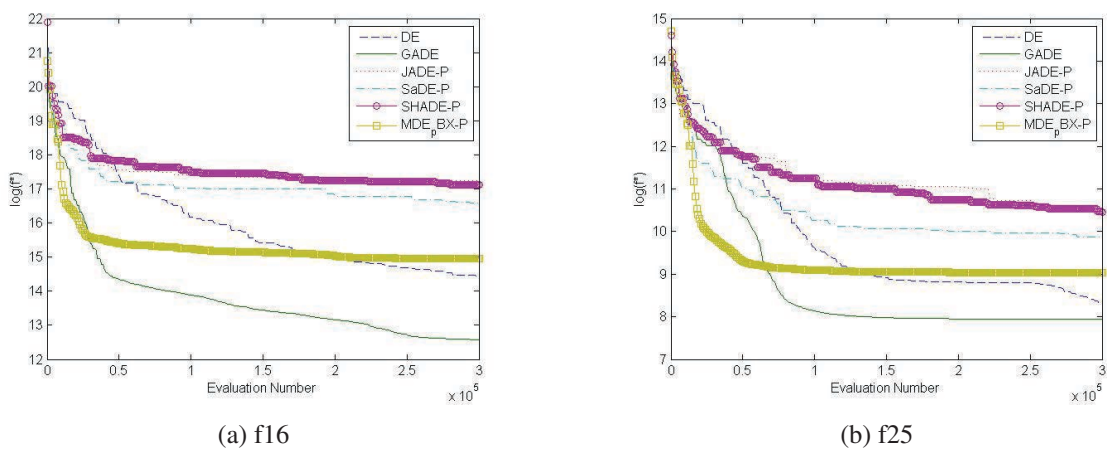 22
21
20
19
18
17
16
15
14
13
12
log(f*)
0
0.5
1
1.5
2
2.5
3
Evaluation Number
x 10^5
DE
GADE
JADE-P
SaDE-P
SHADE-P
MDE_pBX-P
(a) f16
15
14
13
12
11
10
9
8
7
6
log(f*)
0
0.5
1
1.5
2
2.5
3
Evaluation Number
x 10^5
DE
GADE
JADE-P
SaDE-P
SHADE-P
MDE_pBX-P
(b) f25